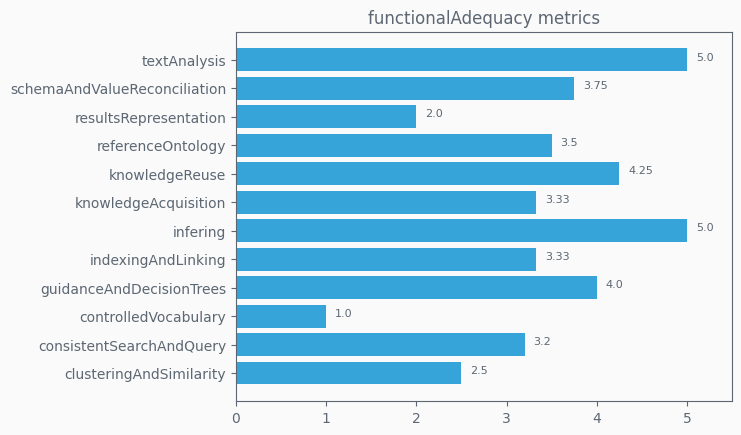 functionalAdequacy metrics
textAnalysis 5.0
schemaAndValueReconciliation 3.75
resultsRepresentation 2.0
referenceOntology 3.5
knowledgeReuse 4.25
knowledgeAcquisition 3.33
infering 5.0
indexingAndLinking 3.33
guidanceAndDecisionTrees 4.0
controlledVocabulary 1.0
consistentSearchAndQuery 3.2
clusteringAndSimilarity 2.5
0 1 2 3 4 5